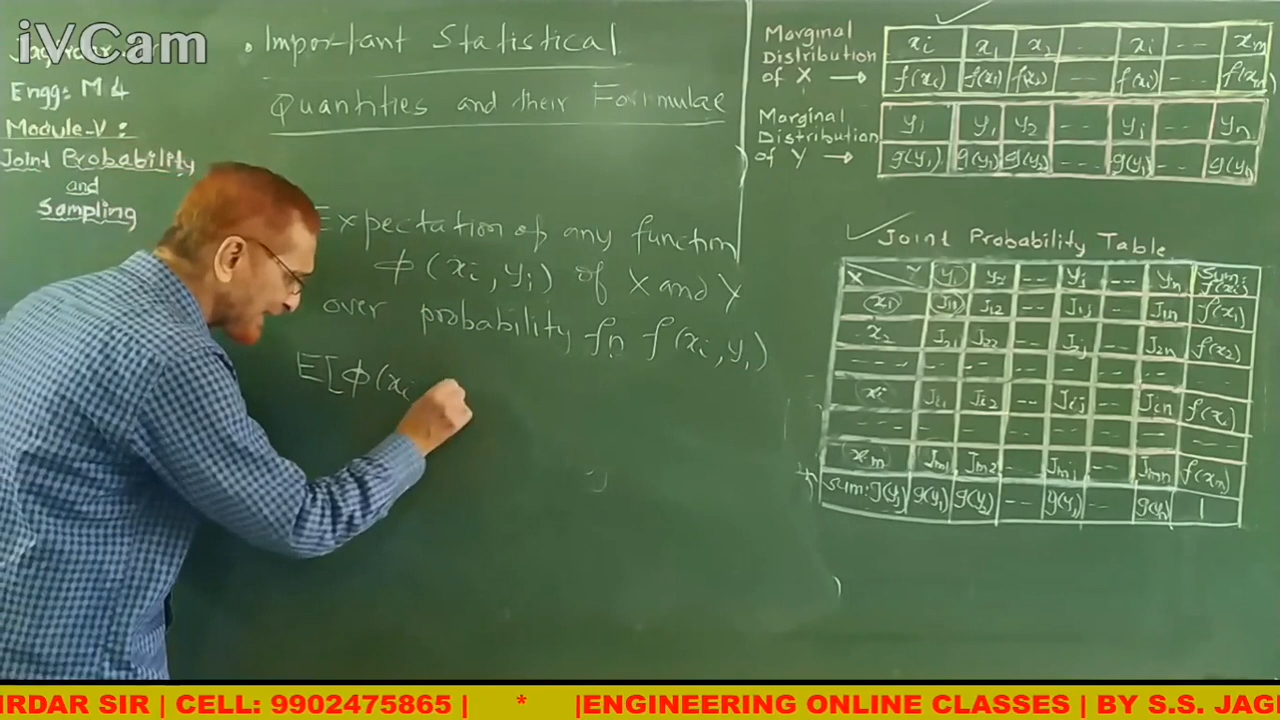 iVCam
Engg: M4
Module-V:
Joint Probability
and
Sampling
Important Statistical
Quantities and their Formulae
Expectation of any function
φ(xi, yi) of X and Y
over probability fn f(xi, yi)
E[φ(xi
Marginal
Distribution
of X →
xi x1 x2 -- xi -- xm
f(xi) f(x1) f(x2) -- f(xi) -- f(xm)
Marginal
Distribution
of Y →
yj y1 y2 -- yj -- yn
g(yj) g(y1) g(y2) --- g(yj) --- g(yn)
Joint Probability Table
X Y y1 y2 -- yj -- yn Sum: f(xi)
x1 J11 J12 -- J1j -- J1n f(x1)
x2 J21 J22 -- J2j -- J2n f(x2)
xi Ji1 Ji2 -- Jij -- Jin f(xi)
xm Jm1 Jm2 -- Jmj -- Jmn f(xm)
Sum: g(yj) g(y1) g(y2) -- g(yj) -- g(yn) 1
IRDAR SIR | CELL: 9902475865 | * |ENGINEERING ONLINE CLASSES | BY S.S. JAGI